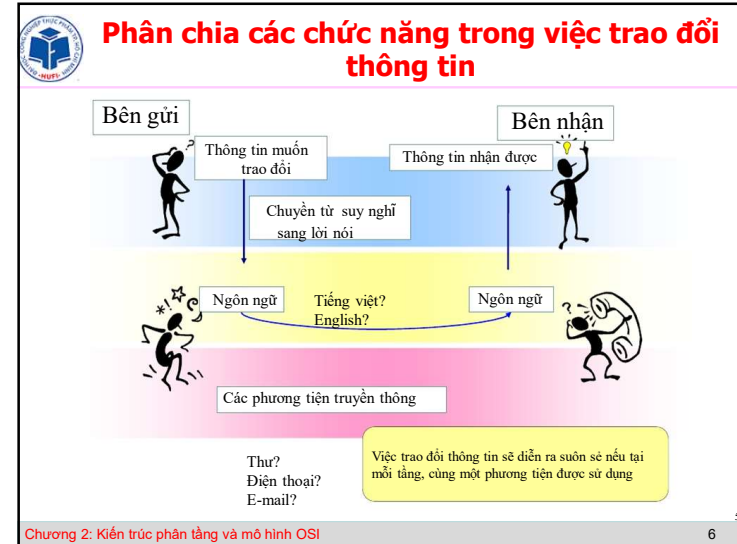 Phân chia các chức năng trong việc trao đổi
thông tin
Bên gửi
Bên nhận
Thông tin muốn
trao đổi
Thông tin nhận được
Chuyền từ suy nghĩ
sang lời nói
Ngôn ngữ
Tiếng việt?
English?
Ngôn ngữ
Các phương tiện truyền thông
Thư?
Điện thoại?
E-mail?
Việc trao đổi thông tin sẽ diễn ra suôn sẻ nếu tại
mỗi tầng, cùng một phương tiện được sử dụng
Chương 2: Kiến trúc phân tầng và mô hình OSI
6